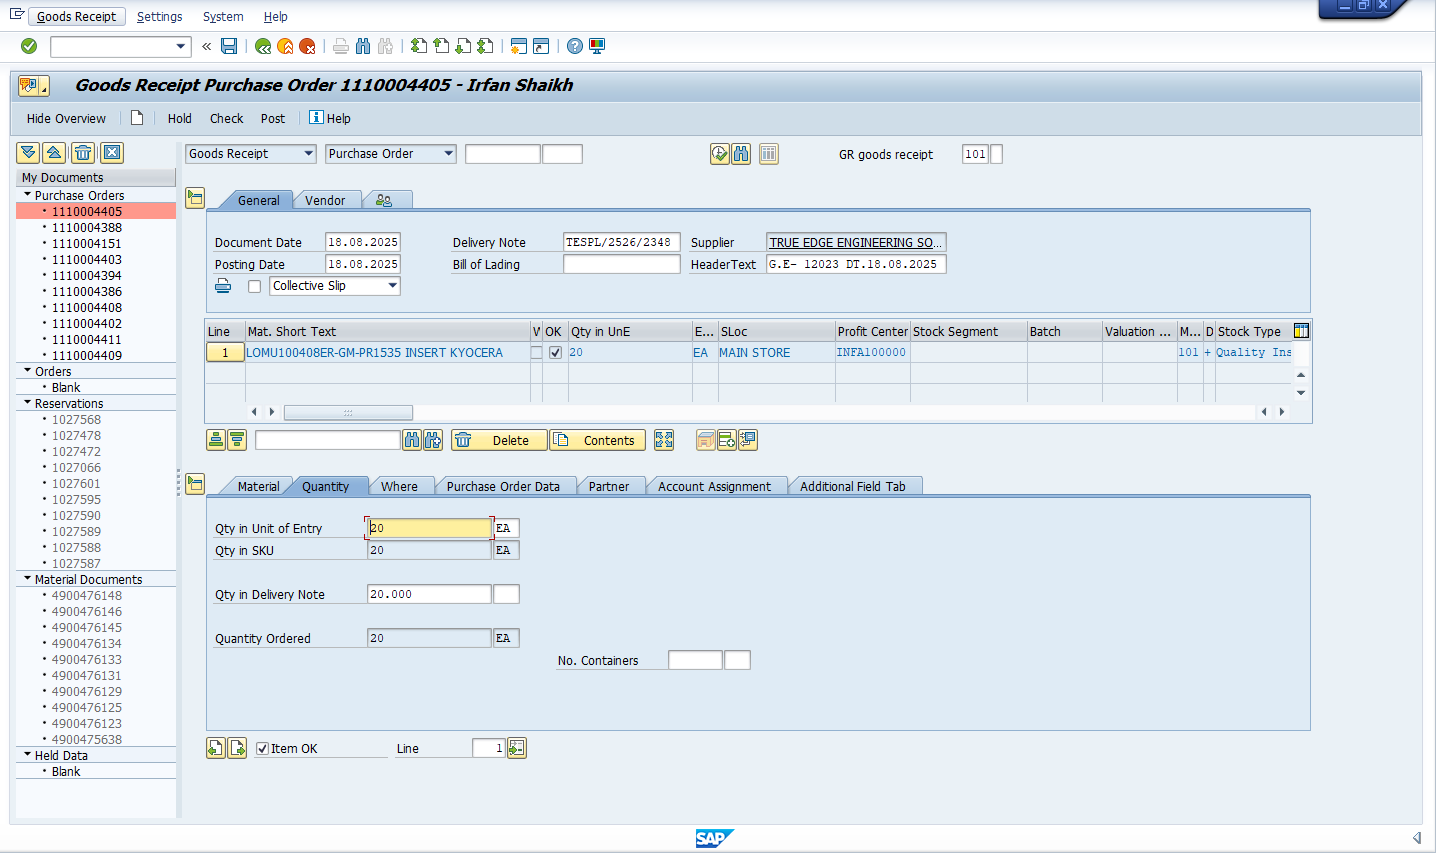 Goods Receipt Settings System Help
Goods Receipt Purchase Order 1110004405 - Irfan Shaikh
Hide Overview Hold Check Post Help
Goods Receipt Purchase Order GR goods receipt 101
My Documents
Purchase Orders
1110004405
1110004388
1110004151
1110004403
1110004394
1110004386
1110004408
1110004402
1110004411
1110004409
Orders
Blank
Reservations
1027568
1027478
1027472
1027066
1027601
1027595
1027590
1027589
1027588
1027587
Material Documents
4900476148
4900476146
4900476145
4900476134
4900476133
4900476131
4900476129
4900476125
4900476123
4900475638
Held Data
Blank
General Vendor
Document Date 18.08.2025 Delivery Note TESPL/2526/2348 Supplier TRUE EDGE ENGINEERING SO...
Posting Date 18.08.2025 Bill of Lading HeaderText G.E- 12023 DT.18.08.2025
Collective Slip
Line Mat. Short Text V OK Qty in UnE E... SLoc Profit Center Stock Segment Batch Valuation ... M... D Stock Type
1 LOMU100408ER-GM-PR1535 INSERT KYOCERA 20 EA MAIN STORE INFA100000 101 + Quality Ins
Delete Contents
Material Quantity Where Purchase Order Data Partner Account Assignment Additional Field Tab
Qty in Unit of Entry 20 EA
Qty in SKU 20 EA
Qty in Delivery Note 20.000
Quantity Ordered 20 EA
No. Containers
Item OK Line 1
SAP